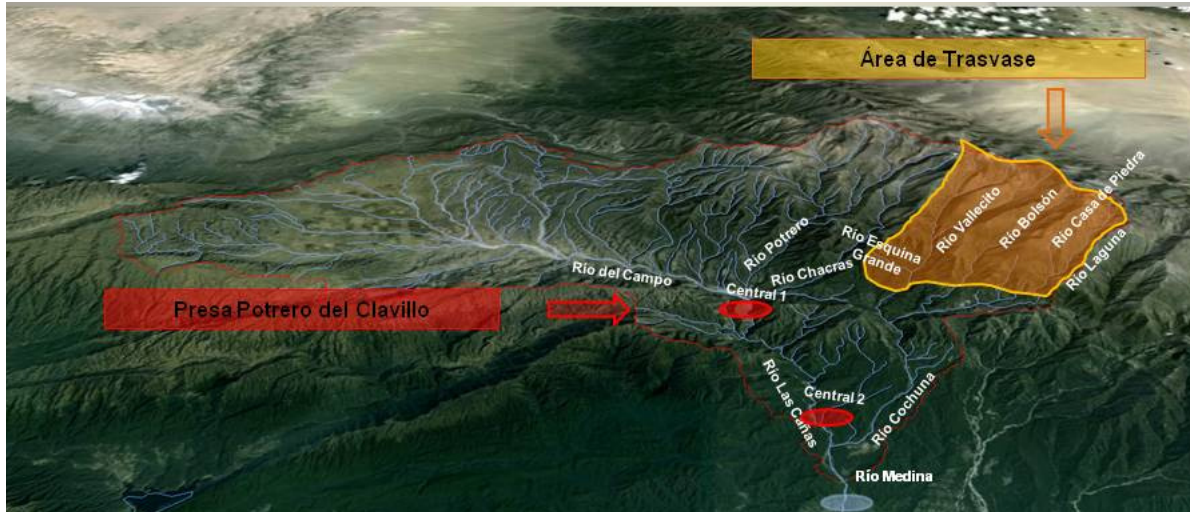 Área de Trasvase
Río Casa de Piedra
Río Bolsón
Río Vallecito
Río Potrero
Río Esquina
Grande
Río Laguna
Río Chacras
Río del Campo
Central 1
Presa Potrero del Clavillo
Río Las Cañas
Central 2
Río Cochuna
Río Medina